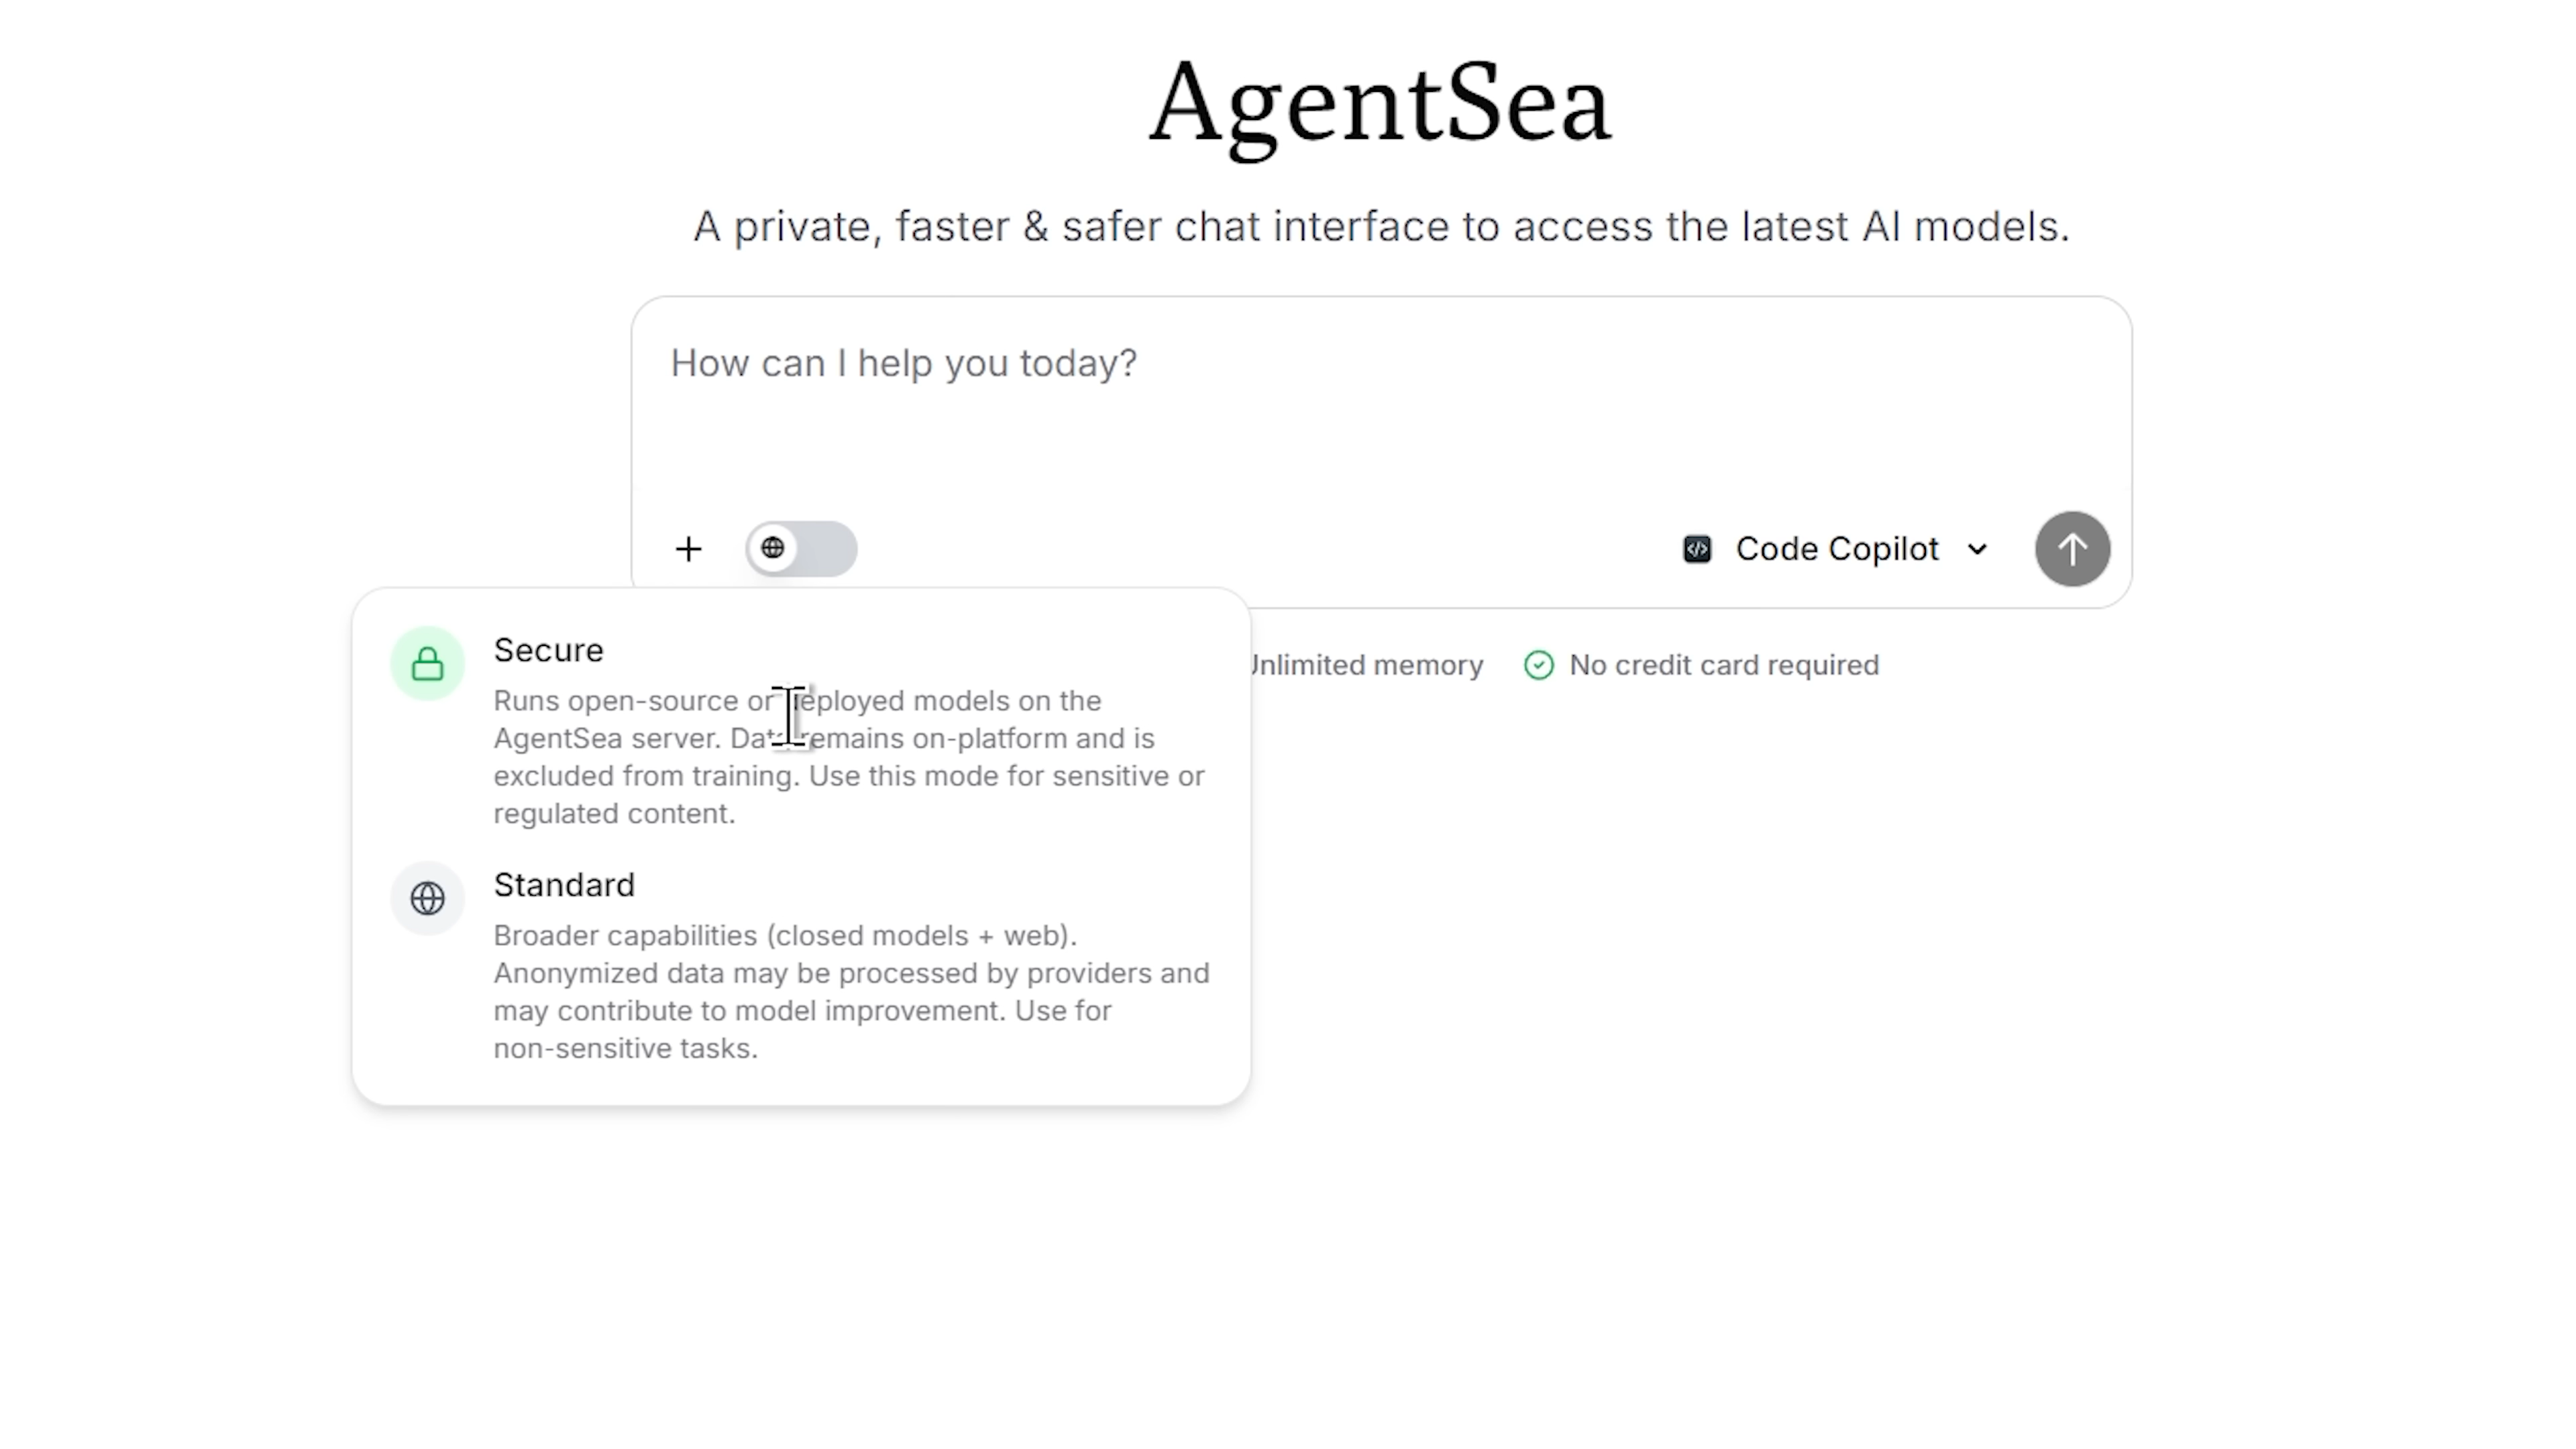 AgentSea
A private, faster & safer chat interface to access the latest AI models.
How can I help you today?
Code Copilot
Secure
Runs open-source or deployed models on the
AgentSea server. Data remains on-platform and is
excluded from training. Use this mode for sensitive or
regulated content.
Standard
Broader capabilities (closed models + web).
Anonymized data may be processed by providers and
may contribute to model improvement. Use for
non-sensitive tasks.
Unlimited memory
No credit card required